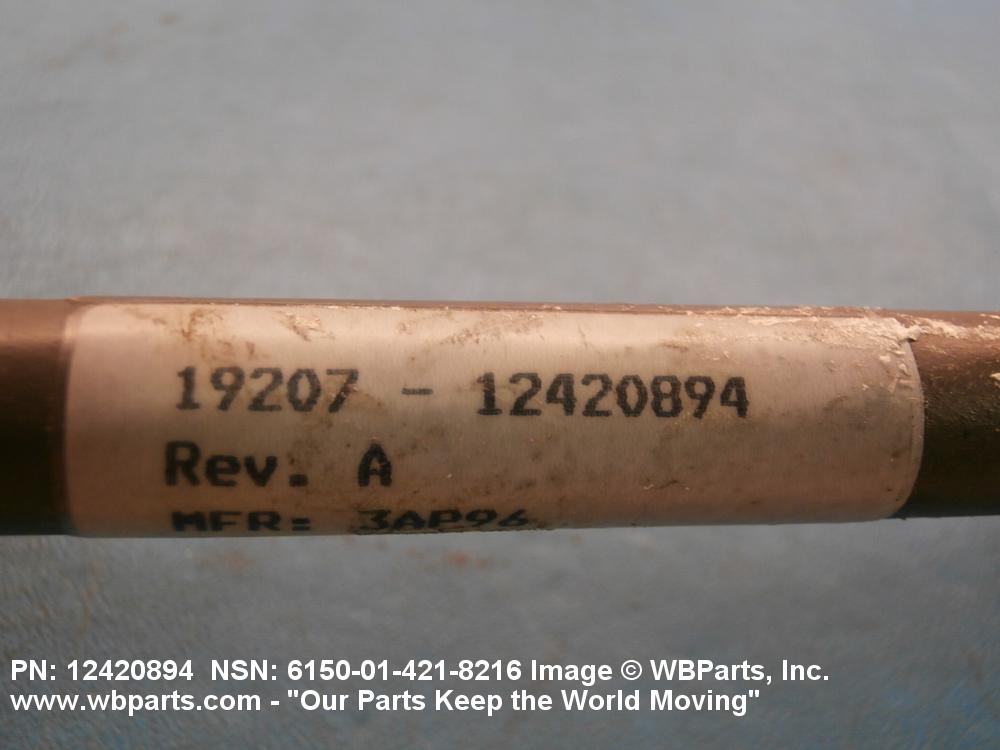 19207 - 12420894
Rev. A
MFR: 3AP96
PN: 12420894 NSN: 6150-01-421-8216 Image © WBParts, Inc.
www.wbparts.com - "Our Parts Keep the World Moving"